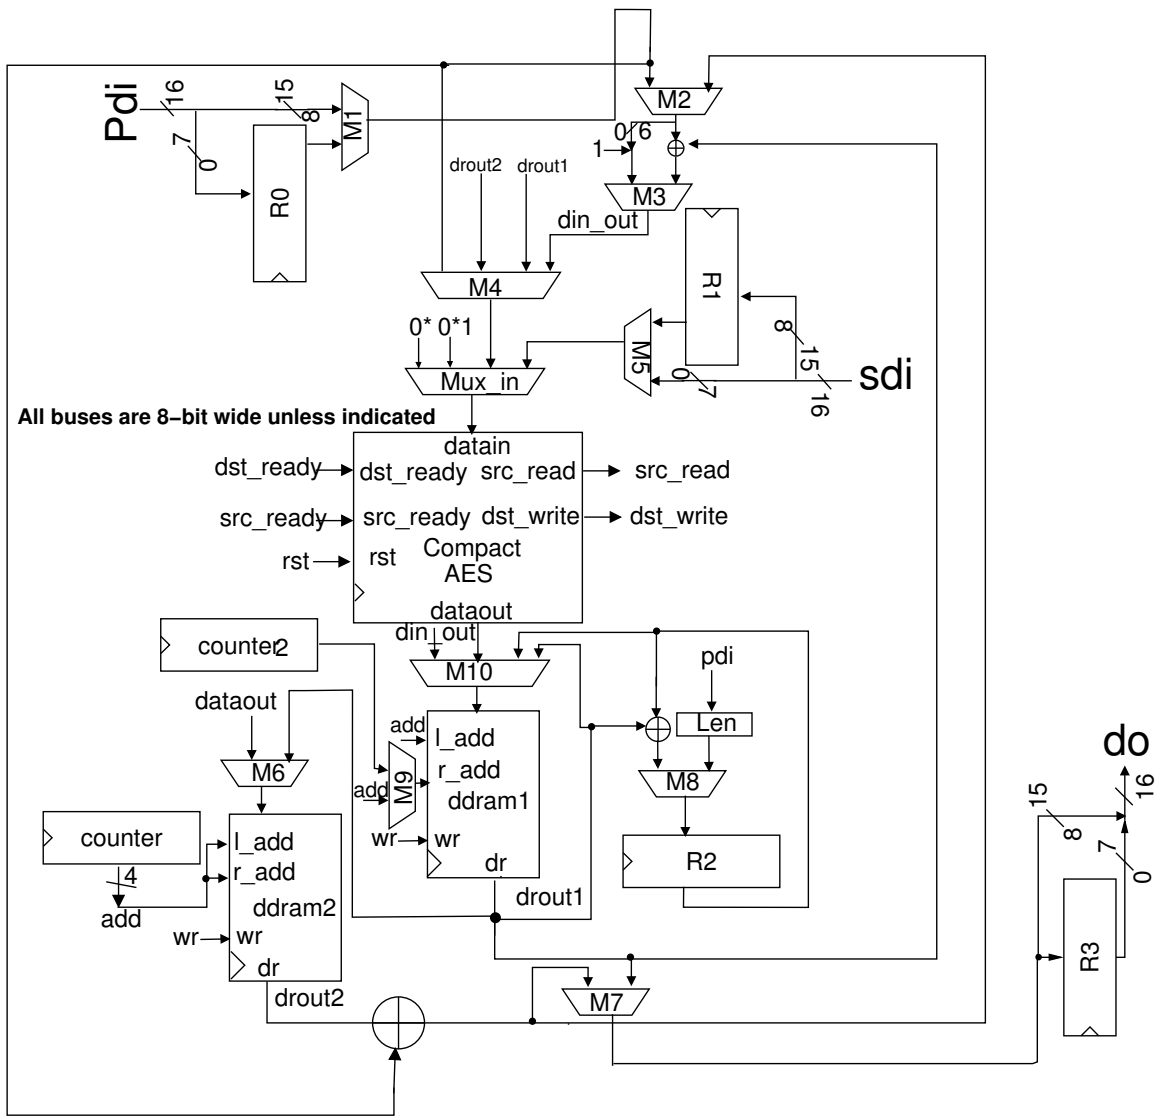 Pdi
16
15
8
7
0
R0
M1
M2
0
6
1
M3
drout2
drout1
din_out
M4
R1
8
15
M5
0
7
16
sdi
0*
0*1
Mux_in
All buses are 8−bit wide unless indicated
datain
dst_ready
dst_ready
src_read
src_read
src_ready
src_ready
dst_write
dst_write
rst
rst
Compact
AES
dataout
din_out
counter2
M10
pdi
dataout
add
l_add
Len
do
M6
M9
r_add
add
ddram1
M8
16
15
8
counter
l_add
wr
wr
7
0
4
r_add
dr
R2
add
ddram2
drout1
wr
wr
dr
R3
drout2
M7